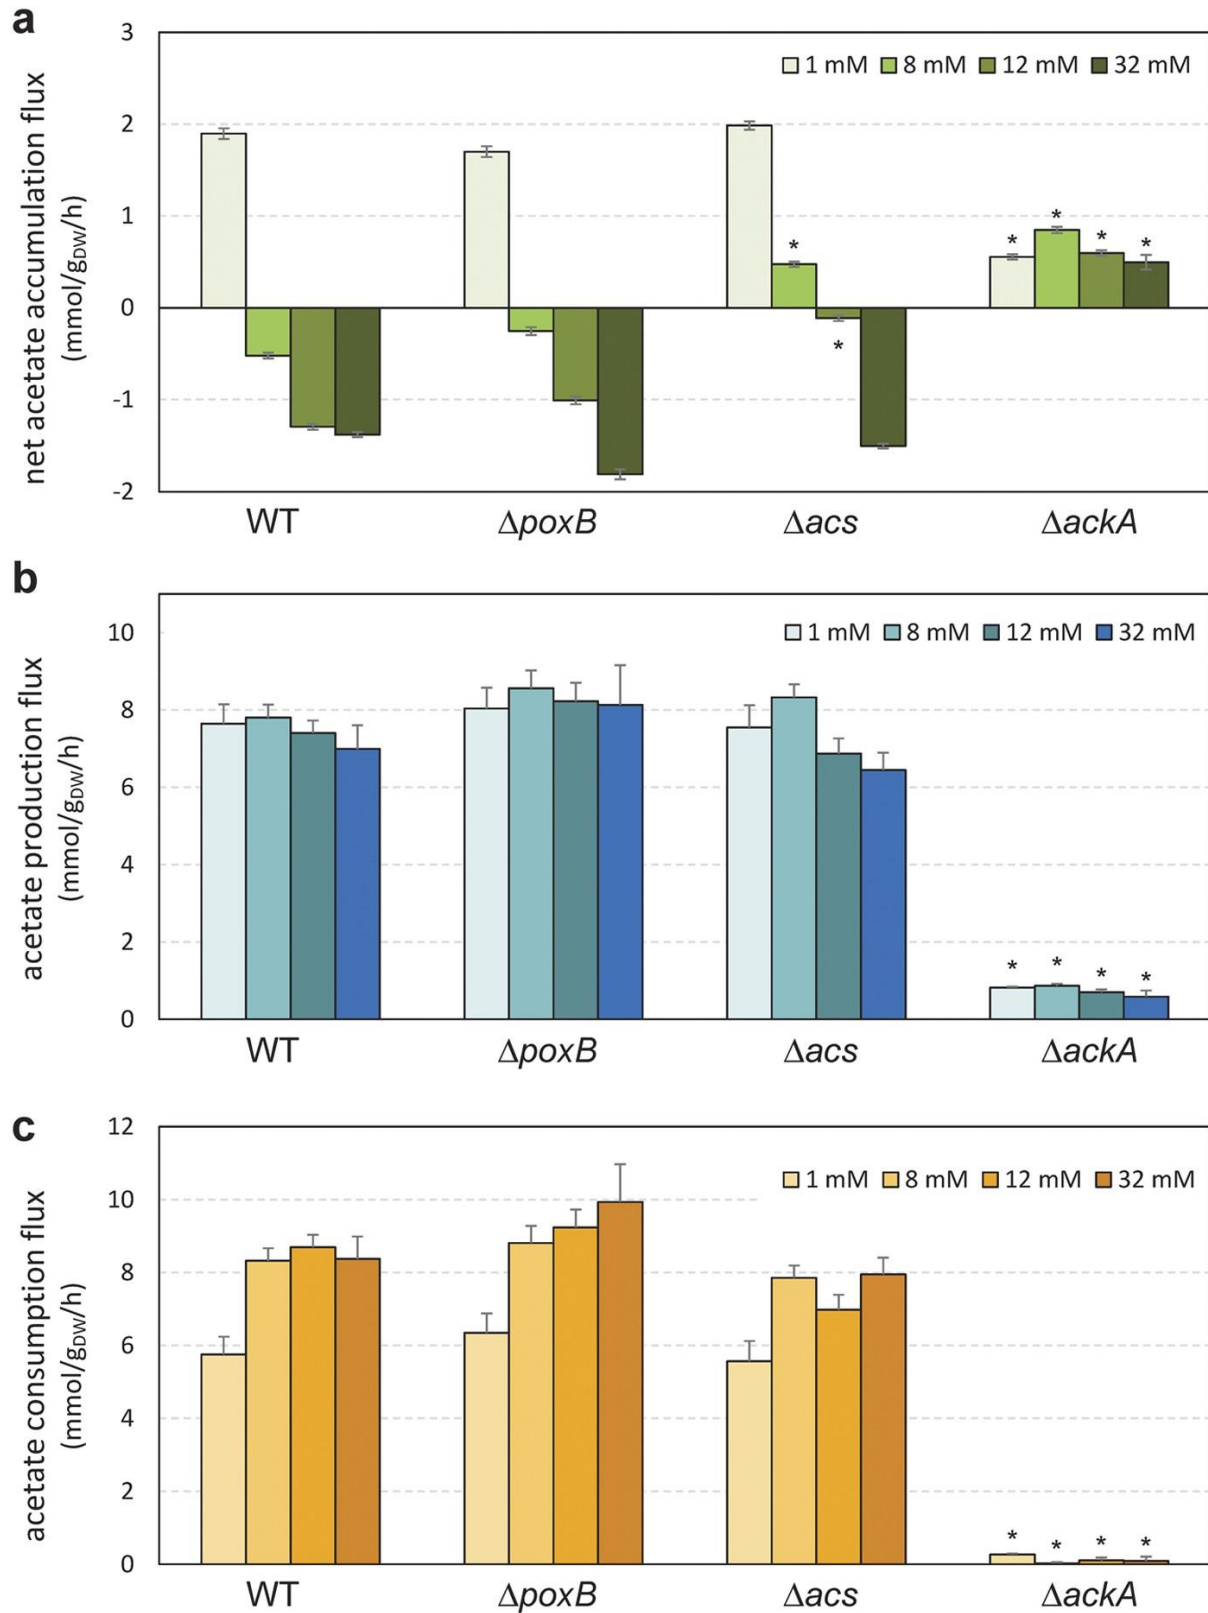 a
3
2
1
0
-1
-2
net acetate accumulation flux
(mmol/gDW/h)
1 mM 8 mM 12 mM 32 mM
*
*
* * * *
WT ΔpoxB Δacs ΔackA
b
10
8
6
4
2
0
acetate production flux
(mmol/gDW/h)
1 mM 8 mM 12 mM 32 mM
* * * *
WT ΔpoxB Δacs ΔackA
c
12
10
8
6
4
2
0
acetate consumption flux
(mmol/gDW/h)
1 mM 8 mM 12 mM 32 mM
* * * *
WT ΔpoxB Δacs ΔackA